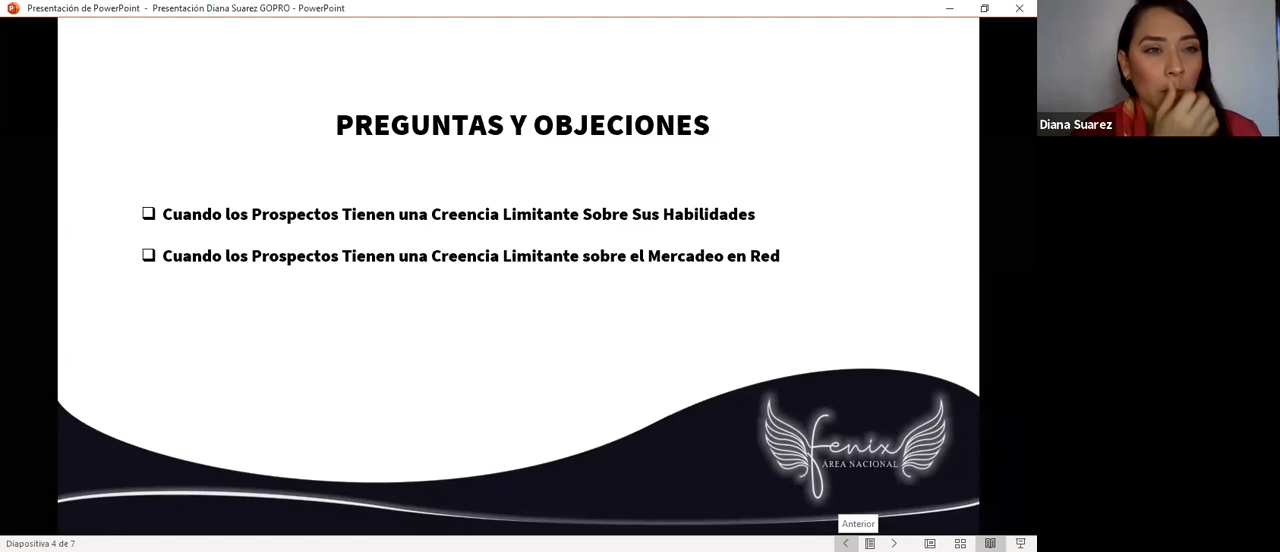 Presentación de PowerPoint - Presentación Diana Suarez GOPRO - PowerPoint
Diana Suarez
PREGUNTAS Y OBJECIONES
❑ Cuando los Prospectos Tienen una Creencia Limitante Sobre Sus Habilidades
❑ Cuando los Prospectos Tienen una Creencia Limitante sobre el Mercadeo en Red
fenix
ÁREA NACIONAL
Anterior
Diapositiva 4 de 7